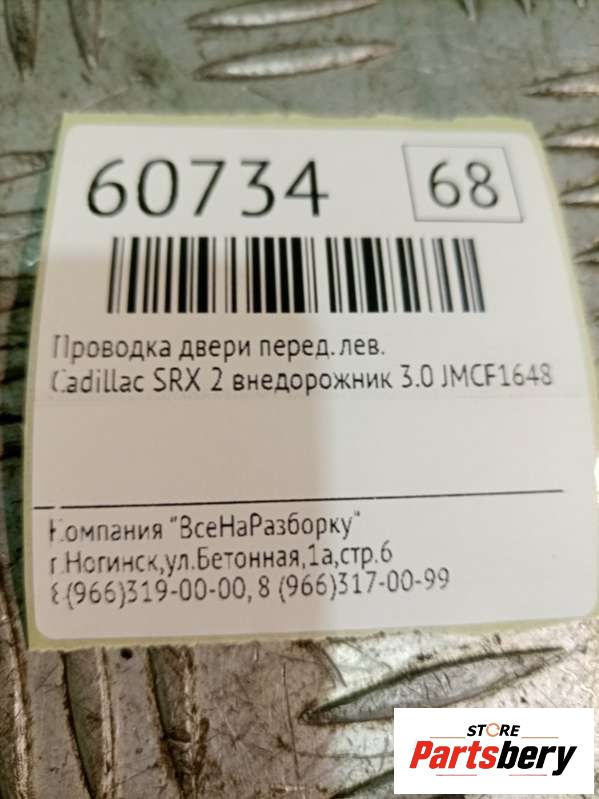 60734 68
Проводка двери перед.лев.
Cadillac SRX 2 внедорожник 3.0 JMCF1648
Компания "ВсеНаРазборку"
г.Ногинск,ул.Бетонная,1а,стр.6
8(966)319-00-00, 8 (966)317-00-99
STORE
Partsbery